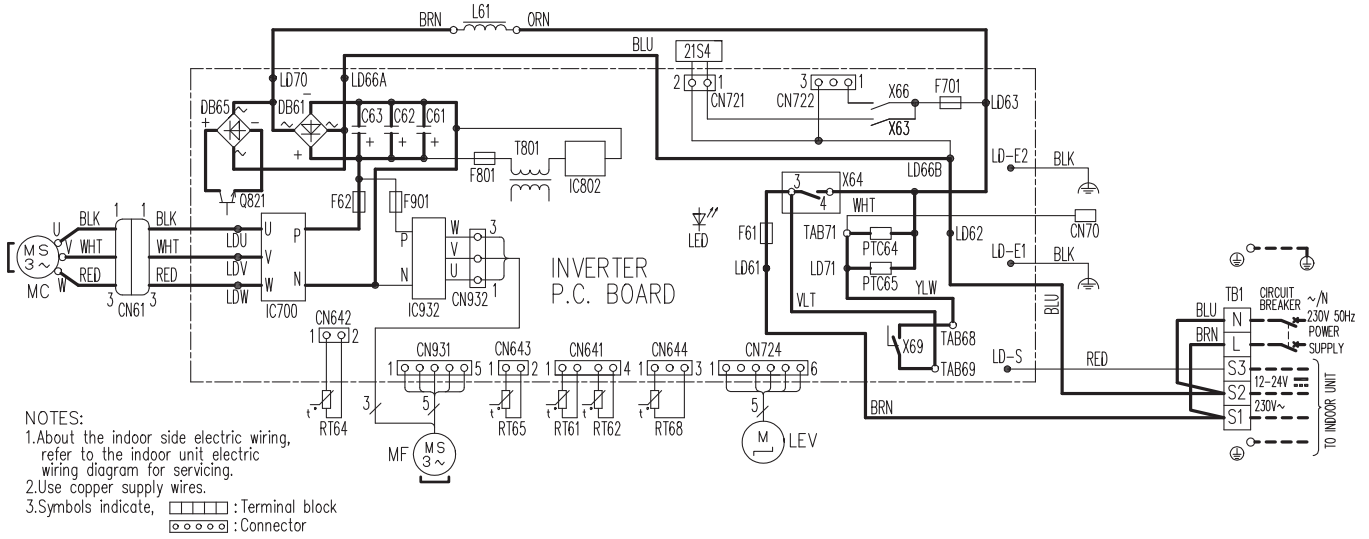 BRN L61 ORN
BLU
21S4
LD70 LD66A
2 1 CN721
3 1 CN722
X66 F701
X63
LD63
DB65 DB61
C63 C62 C61
T801
F801
IC802
Q821
F62 F901
LD66B
LD-E2 BLK
3 X64
4
WHT
LED
F61
TAB71 PTC64
LD62
CN70
LD61 LD71 PTC65
LD-E1 BLK
U BLK 1 1 BLK LDU U P
MS 3~ V WHT WHT LDV V
W RED 3 3 RED LDW W N
MC
CN61
IC700
P W 3
V
N U 1
IC932 CN932
INVERTER
P.C. BOARD
VLT YLW
BLU
X69 TAB68
TAB69
LD-S RED
CN642
1 2
CN931
1 5
CN643
1 2
CN641
1 4
CN644
1 3
CN724
1 6
t° RT64
3
5
t° RT65
t° RT61
t° RT62
t° RT68
5
MF MS 3~
M LEV
BRN
TB1
CIRCUIT
BREAKER
~/N
230V 50Hz
POWER
SUPPLY
BLU N
BRN L
S3
12-24V
S2
230V~
S1
TO INDOOR UNIT
NOTES:
1.About the indoor side electric wiring,
refer to the indoor unit electric
wiring diagram for servicing.
2.Use copper supply wires.
3.Symbols indicate, : Terminal block
: Connector